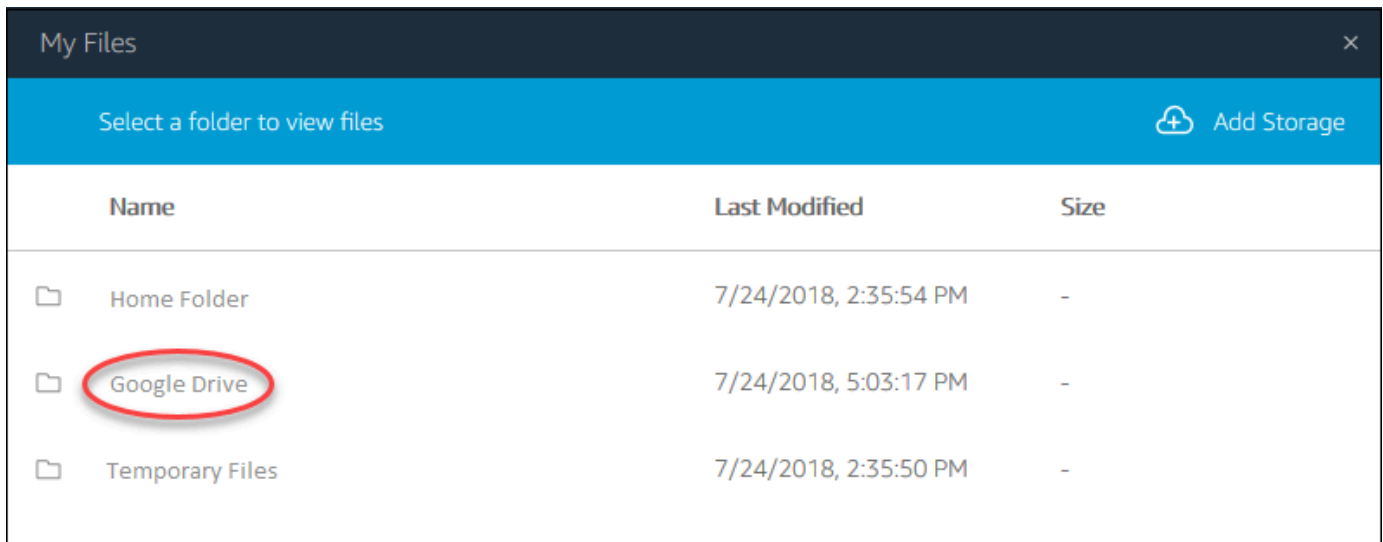 My Files ×
Select a folder to view files Add Storage
Name Last Modified Size
Home Folder 7/24/2018, 2:35:54 PM -
Google Drive 7/24/2018, 5:03:17 PM -
Temporary Files 7/24/2018, 2:35:50 PM -